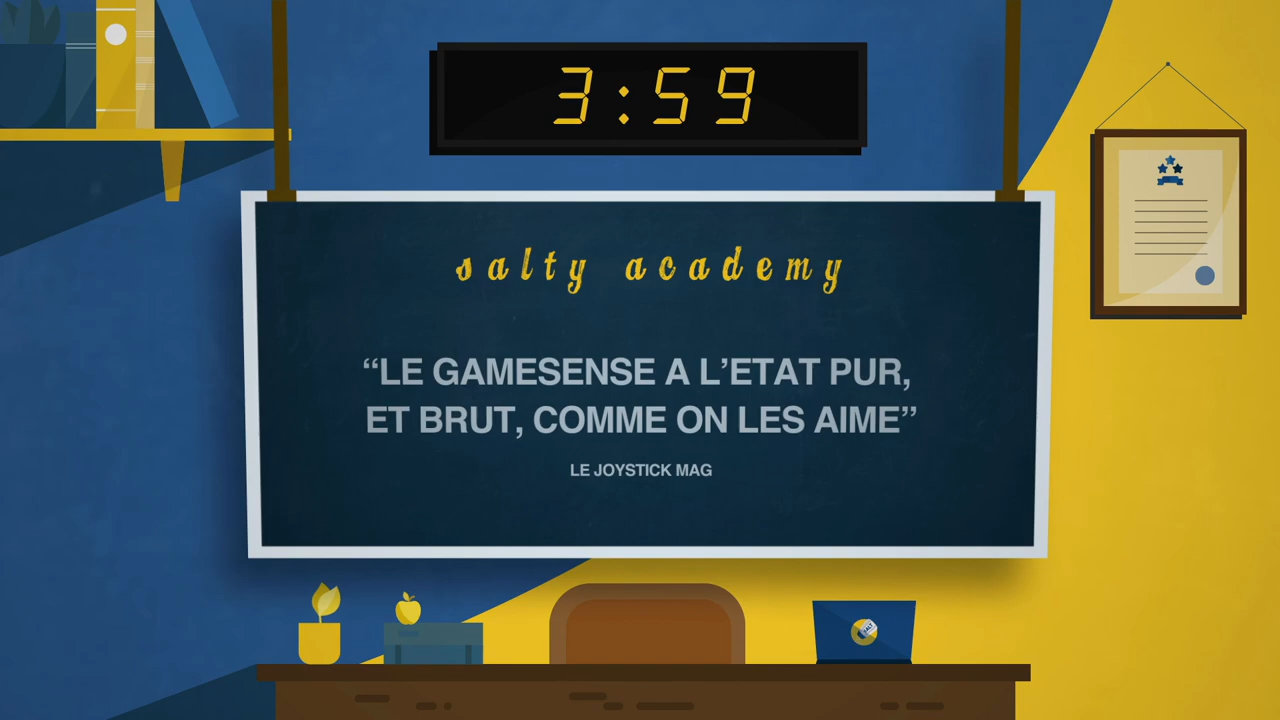 3:59
salty academy
“LE GAMESENSE A L’ETAT PUR,
ET BRUT, COMME ON LES AIME”
LE JOYSTICK MAG